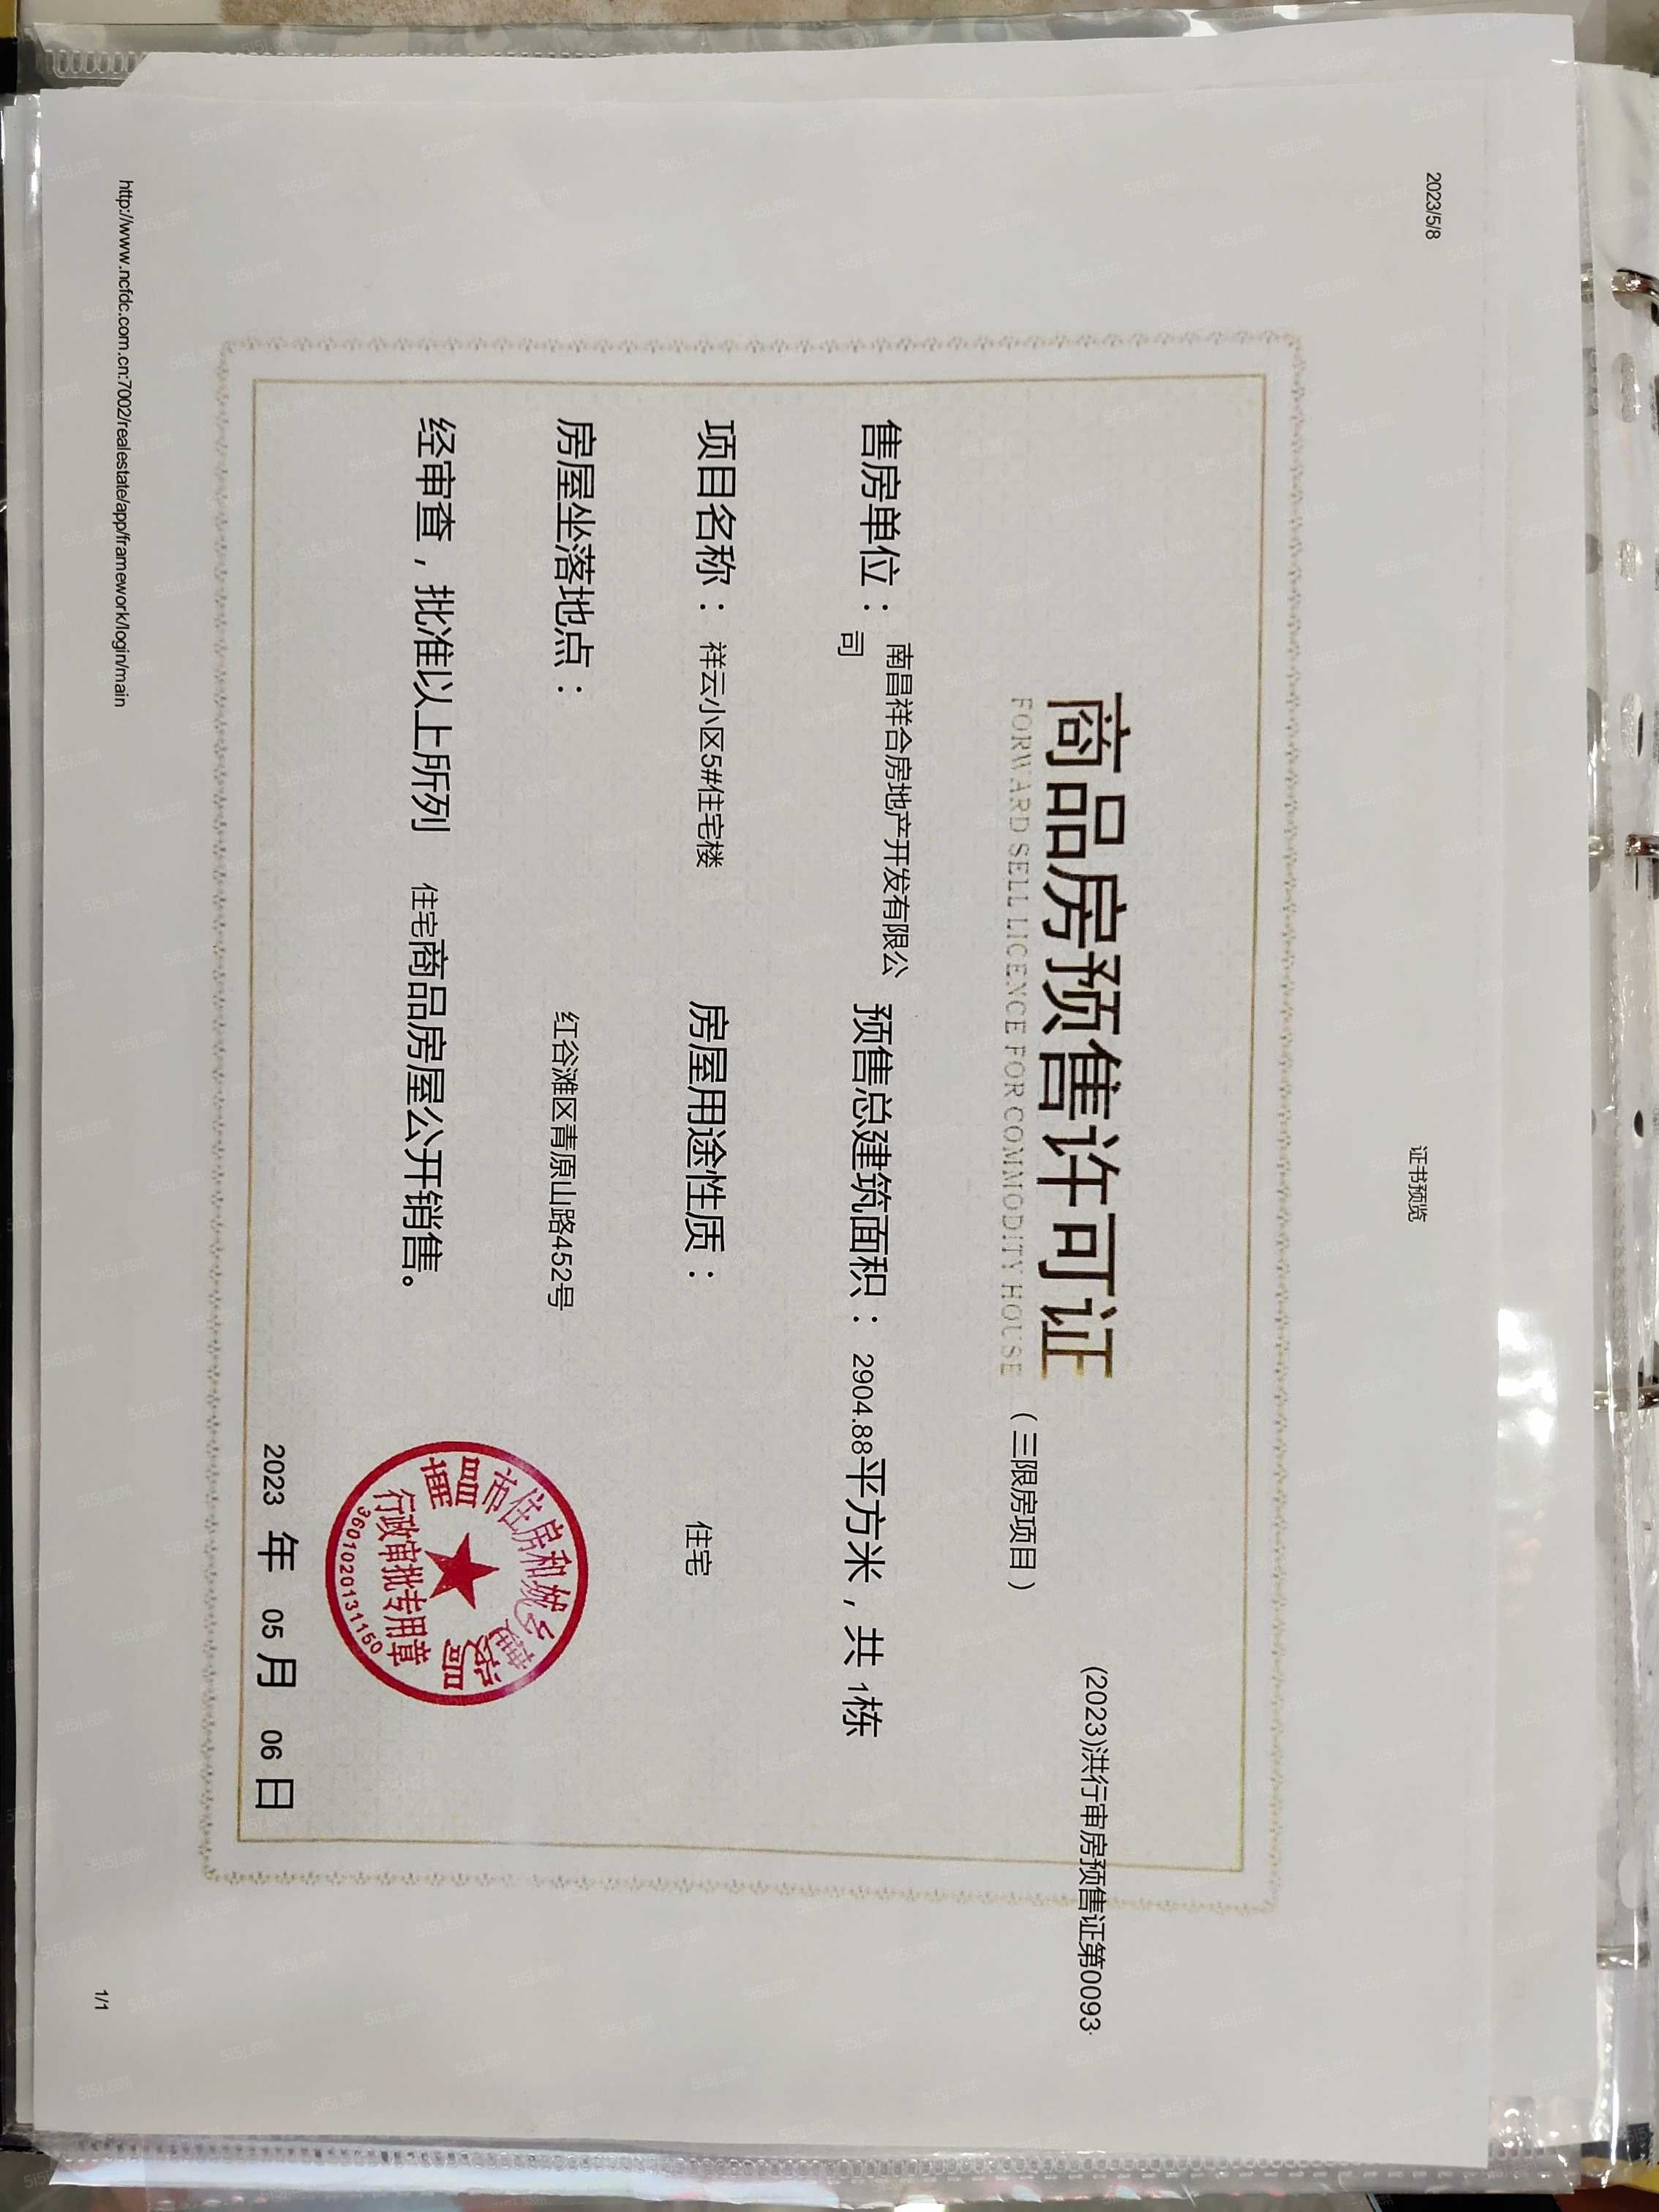 2023/5/8
证书预览
商品房预售许可证
(2023)洪行审房预售证第0093
FORWARD SELL LICENCE FOR COMMODITY HOUSE
（三限房项目）
售房单位： 南昌祥合房地产开发有限公
司
预售总建筑面积： 2904.88平方米，共 1栋
项目名称： 祥云小区5#住宅楼
房屋用途性质： 住宅
房屋坐落地点： 红谷滩区青原山路452号
经审查，批准以上所列 住宅商品房屋公开销售。
市住房和城乡建设
行政审批专用章
3601020131150
2023 年 05 月 06 日
http://www.ncfdc.com.cn:7002/realestate/app/framework/login/main
1/1
5i5j.com